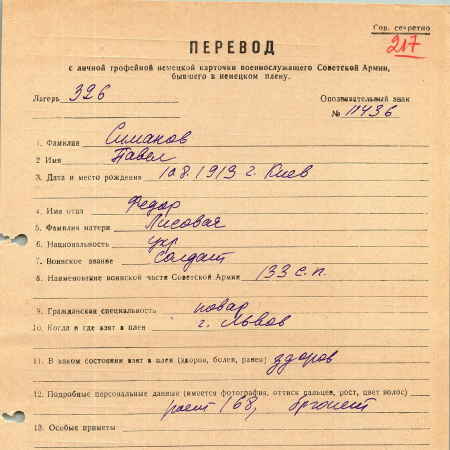 Сов. секретно
217
ПЕРЕВОД
с личной трофейной немецкой карточки военнослужащего Советской Армии,
бывшего в немецком плену.
Лагерь 326
Опознавательный знак
№ 11436
1. Фамилия Симаков
2 Имя Павел
3. Дата и место рождения 10 8. 1919 г. Киев
4. Имя отца Федор
5. Фамилия матери Лисовая
6. Национальность укр
7. Воинское звание солдат
8. Наименование воинской части Советской Армии 133 с. п.
9. Гражданская специальность повар
10. Когда и где взят в плен г. Львов
11. В каком состоянии взят в плен (здоров, болен, ранен) здоров
12. Подробные персональные данные (имеется фотография, оттиск пальцев, рост, цвет волос)
рост 168, брюнет
13. Особые приметы